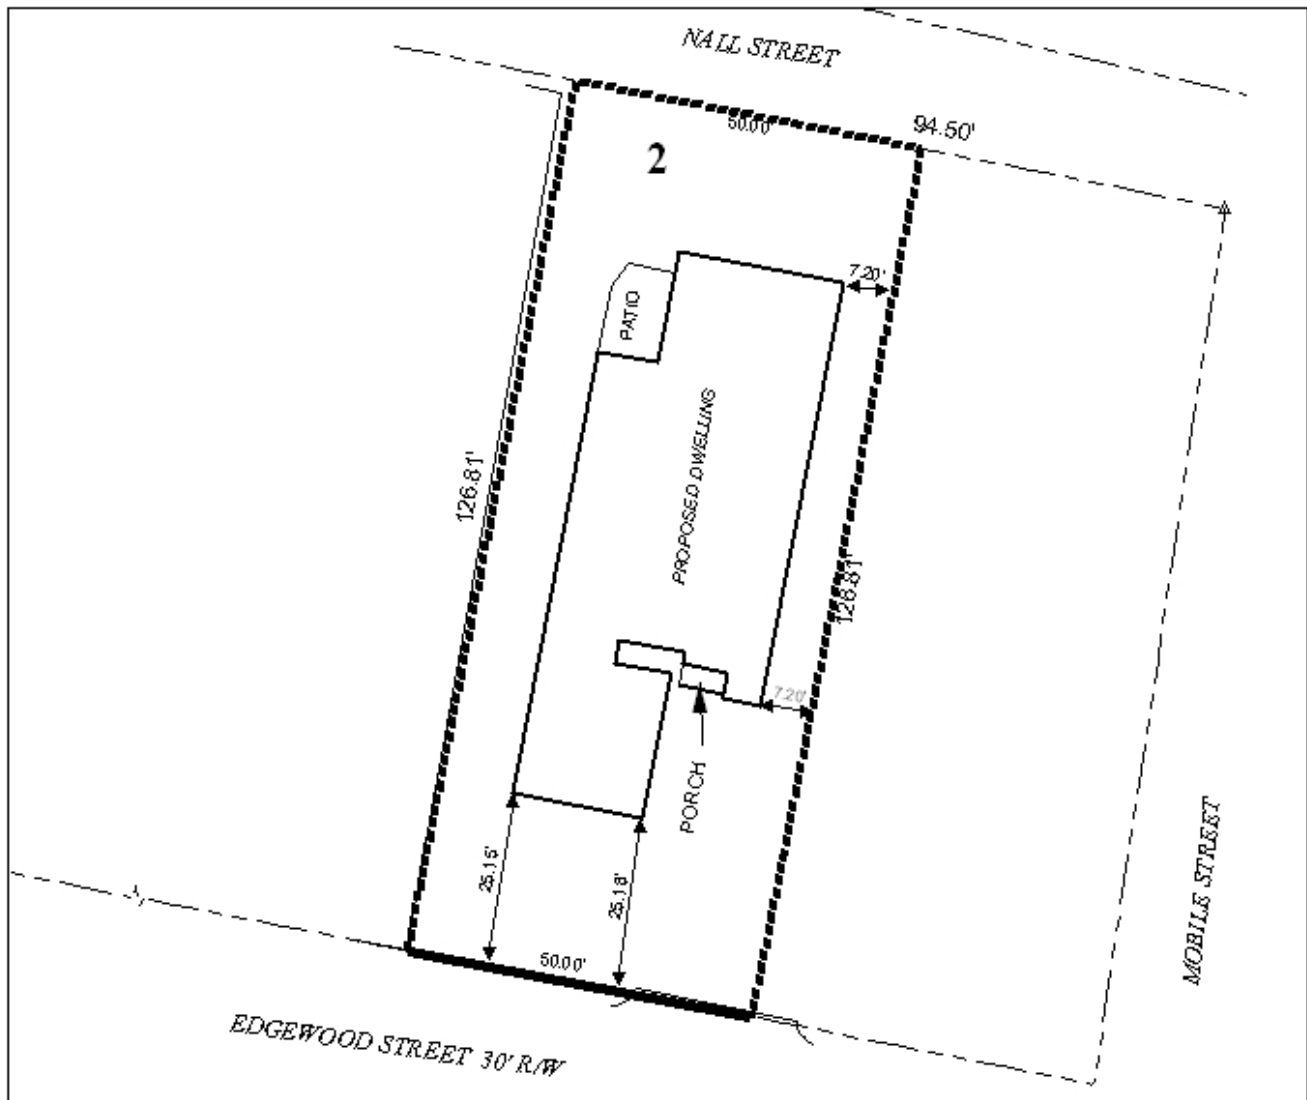 NALL STREET
94.50'
50.00'
2
7.20'
PATIO
PROPOSED DWELLING
126.81'
126.81'
7.20'
PORCH
25.15'
25.18'
50.00'
MOBILE STREET
EDGEWOOD STREET 30' R/W